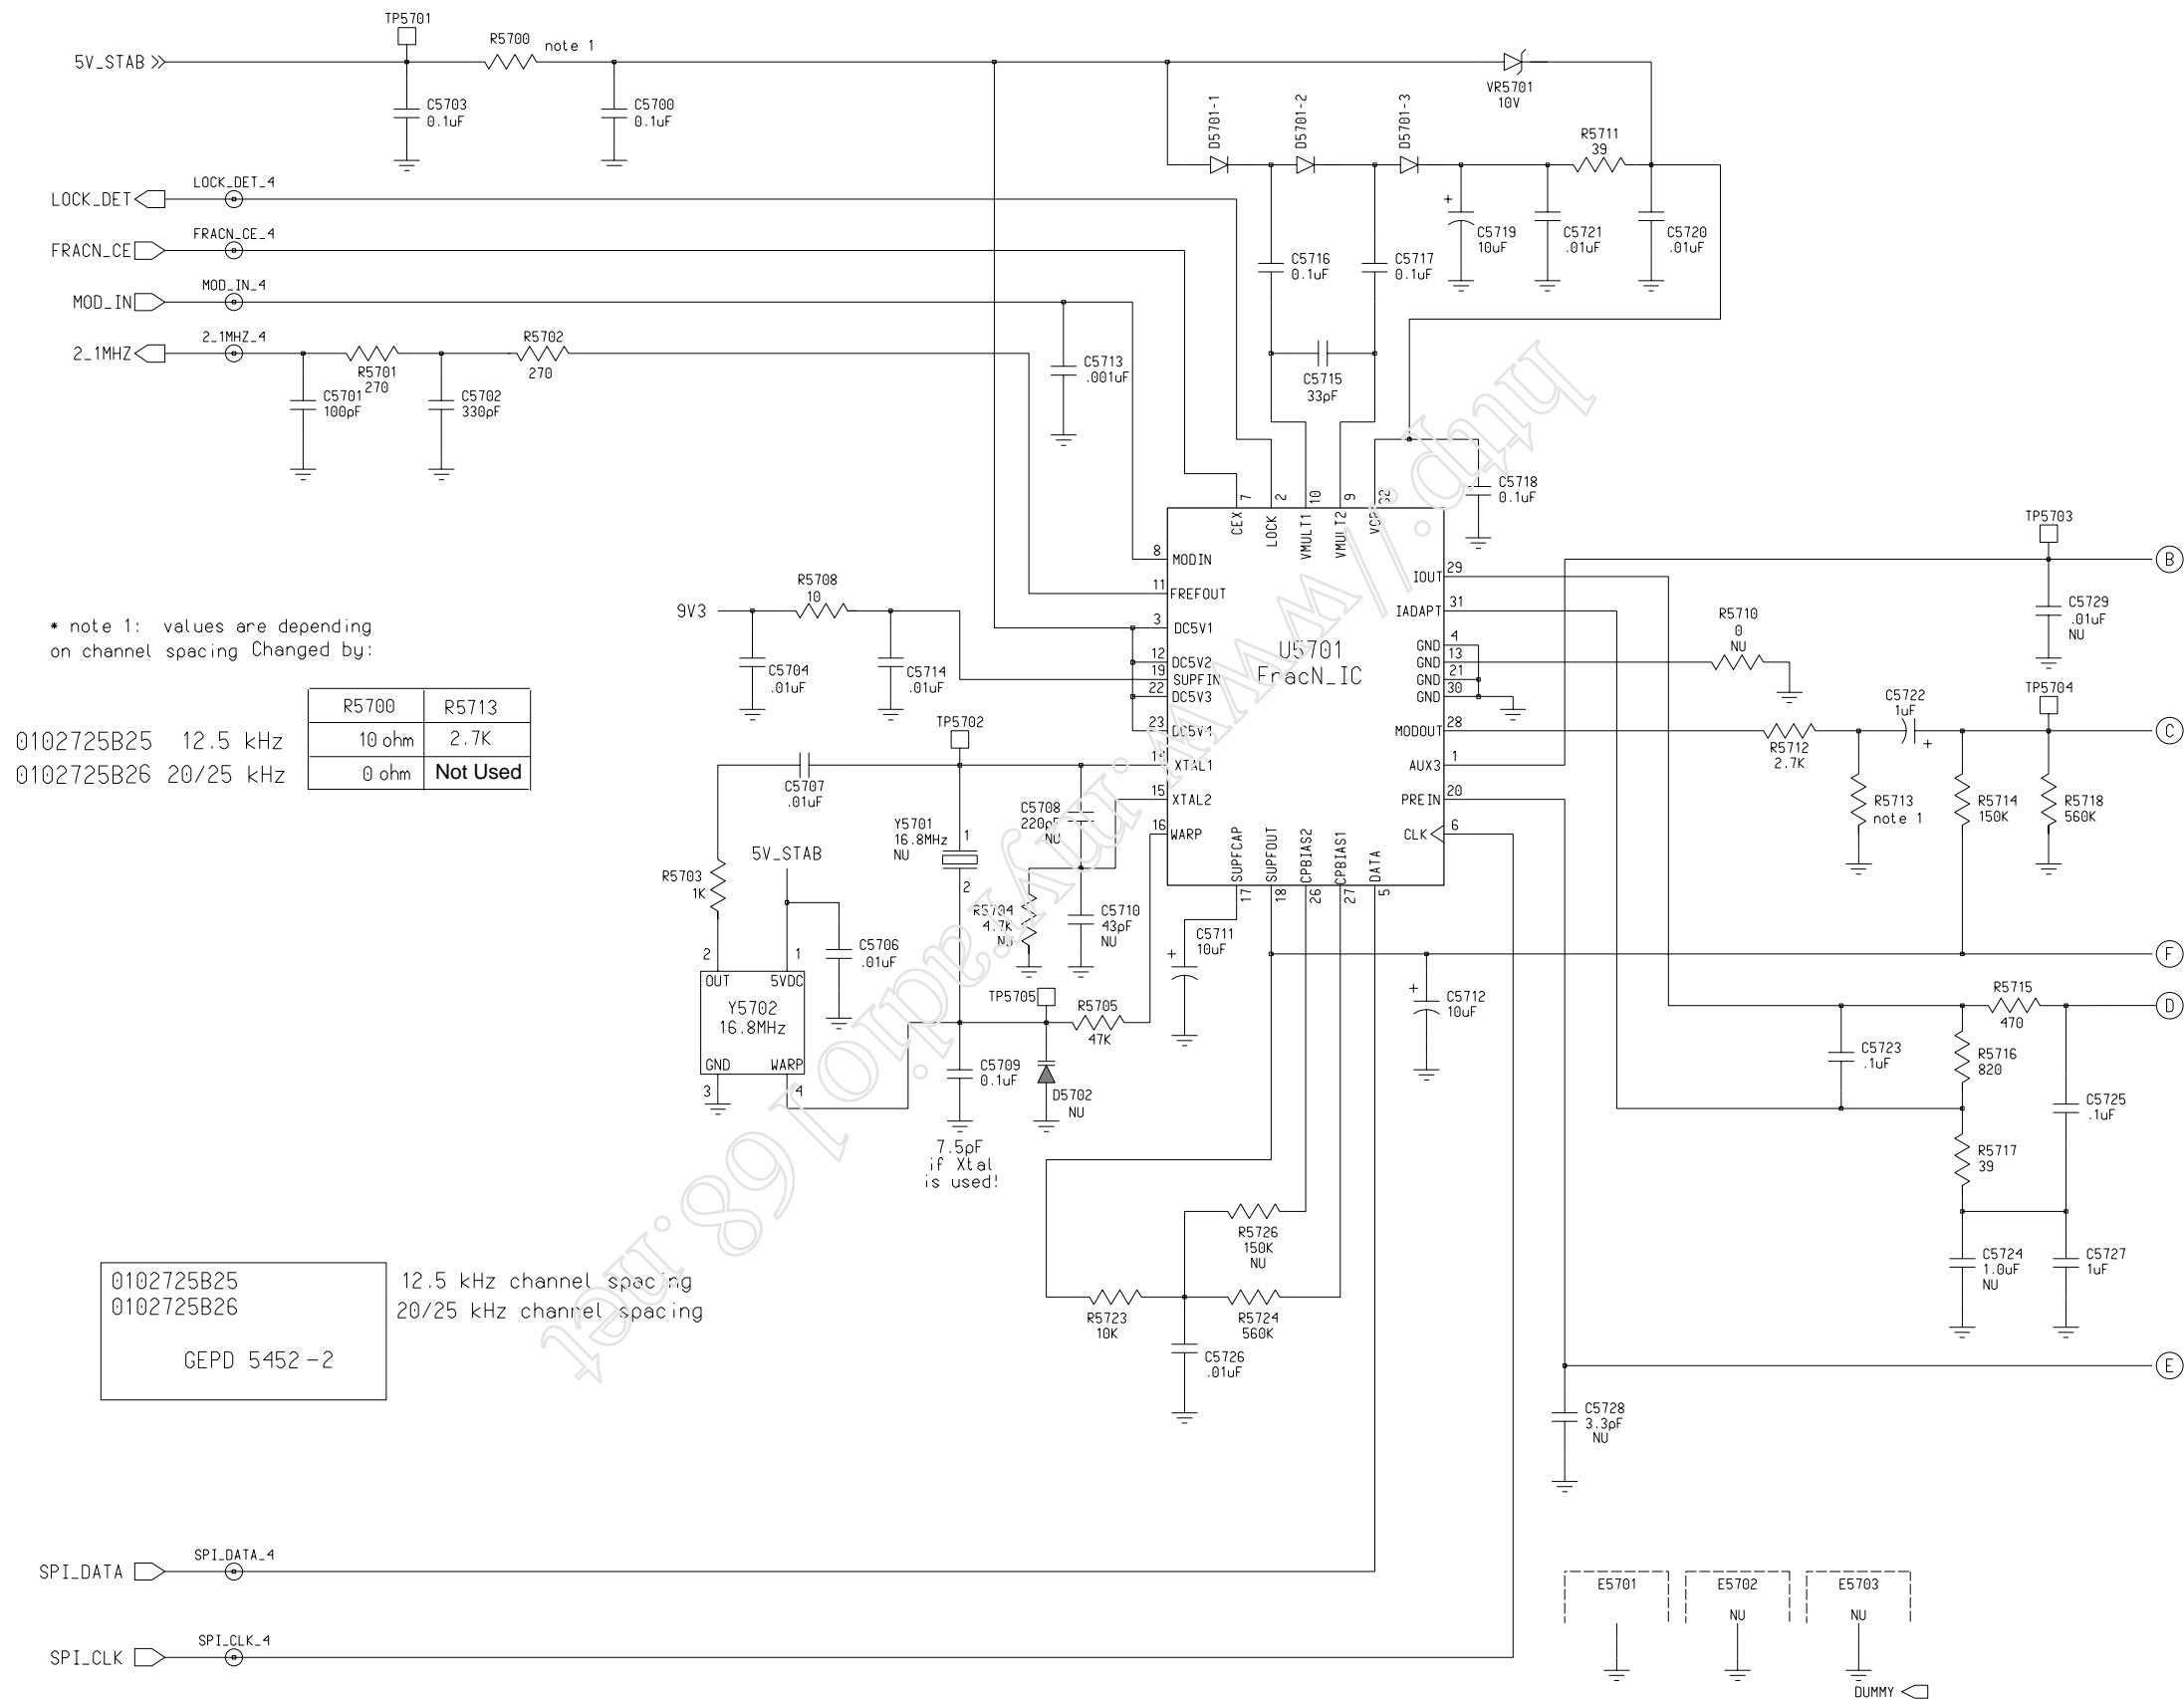 TP5701
5V_STAB
R5700
note 1
C5703
0.1uF
C5700
0.1uF
VR5701
10V
D5701-1
D5701-2
D5701-3
R5711
39
LOCK_DET
LOCK_DET_4
FRACN_CE
FRACN_CE_4
MOD_IN
MOD_IN_4
2_1MHZ
2_1MHZ_4
R5701
270
R5702
270
C5701
100pF
C5702
330pF
C5713
.001uF
C5716
0.1uF
C5717
0.1uF
C5715
33pF
C5719
10uF
+
C5721
.01uF
C5720
.01uF
C5718
0.1uF
7
2
10
9
32
CEX
LOCK
VMULT1
VMULT2
8
MODIN
11
FREFOUT
3
DC5V1
12
DC5V2
19
SUPFIN
22
DC5V3
23
DC5V4
14
XTAL1
15
XTAL2
16
WARP
U5701
FracN_IC
IOUT
29
IADAPT
31
GND
4
GND
13
GND
21
GND
30
MODOUT
28
AUX3
1
PREIN
20
CLK
6
SUPFCAP
SUPFOUT
CPBIAS2
CPBIAS1
DATA
17
18
26
27
5
9V3
R5708
10
C5704
.01uF
C5714
.01uF
* note 1: values are depending
on channel spacing Changed by:
R5700 R5713
0102725B25 12.5 kHz 10 ohm 2.7K
0102725B26 20/25 kHz 0 ohm Not Used
TP5702
C5707
.01uF
Y5701
16.8MHz
NU
1
2
C5708
220pF
NU
R5703
1K
5V_STAB
C5706
.01uF
R5704
4.7K
NU
C5710
43pF
NU
C5711
10uF
+
2
1
OUT
5VDC
Y5702
16.8MHz
GND
WARP
3
4
TP5705
R5705
47K
C5709
0.1uF
D5702
NU
7.5pF
if Xtal
is used!
C5712
10uF
+
TP5703
B
C5729
.01uF
NU
R5710
0
NU
TP5704
C5722
1uF
+
C
R5712
2.7K
R5713
note 1
R5714
150K
R5718
560K
F
R5715
470
D
C5723
.1uF
R5716
820
C5725
.1uF
R5717
39
C5724
1.0uF
NU
C5727
1uF
R5726
150K
NU
R5723
10K
R5724
560K
C5726
.01uF
E
C5728
3.3pF
NU
0102725B25
0102725B26
GEPD 5452-2
12.5 kHz channel spacing
20/25 kHz channel spacing
SPI_DATA
SPI_DATA_4
SPI_CLK
SPI_CLK_4
E5701
E5702
NU
E5703
NU
DUMMY
http://www.myradio168.net